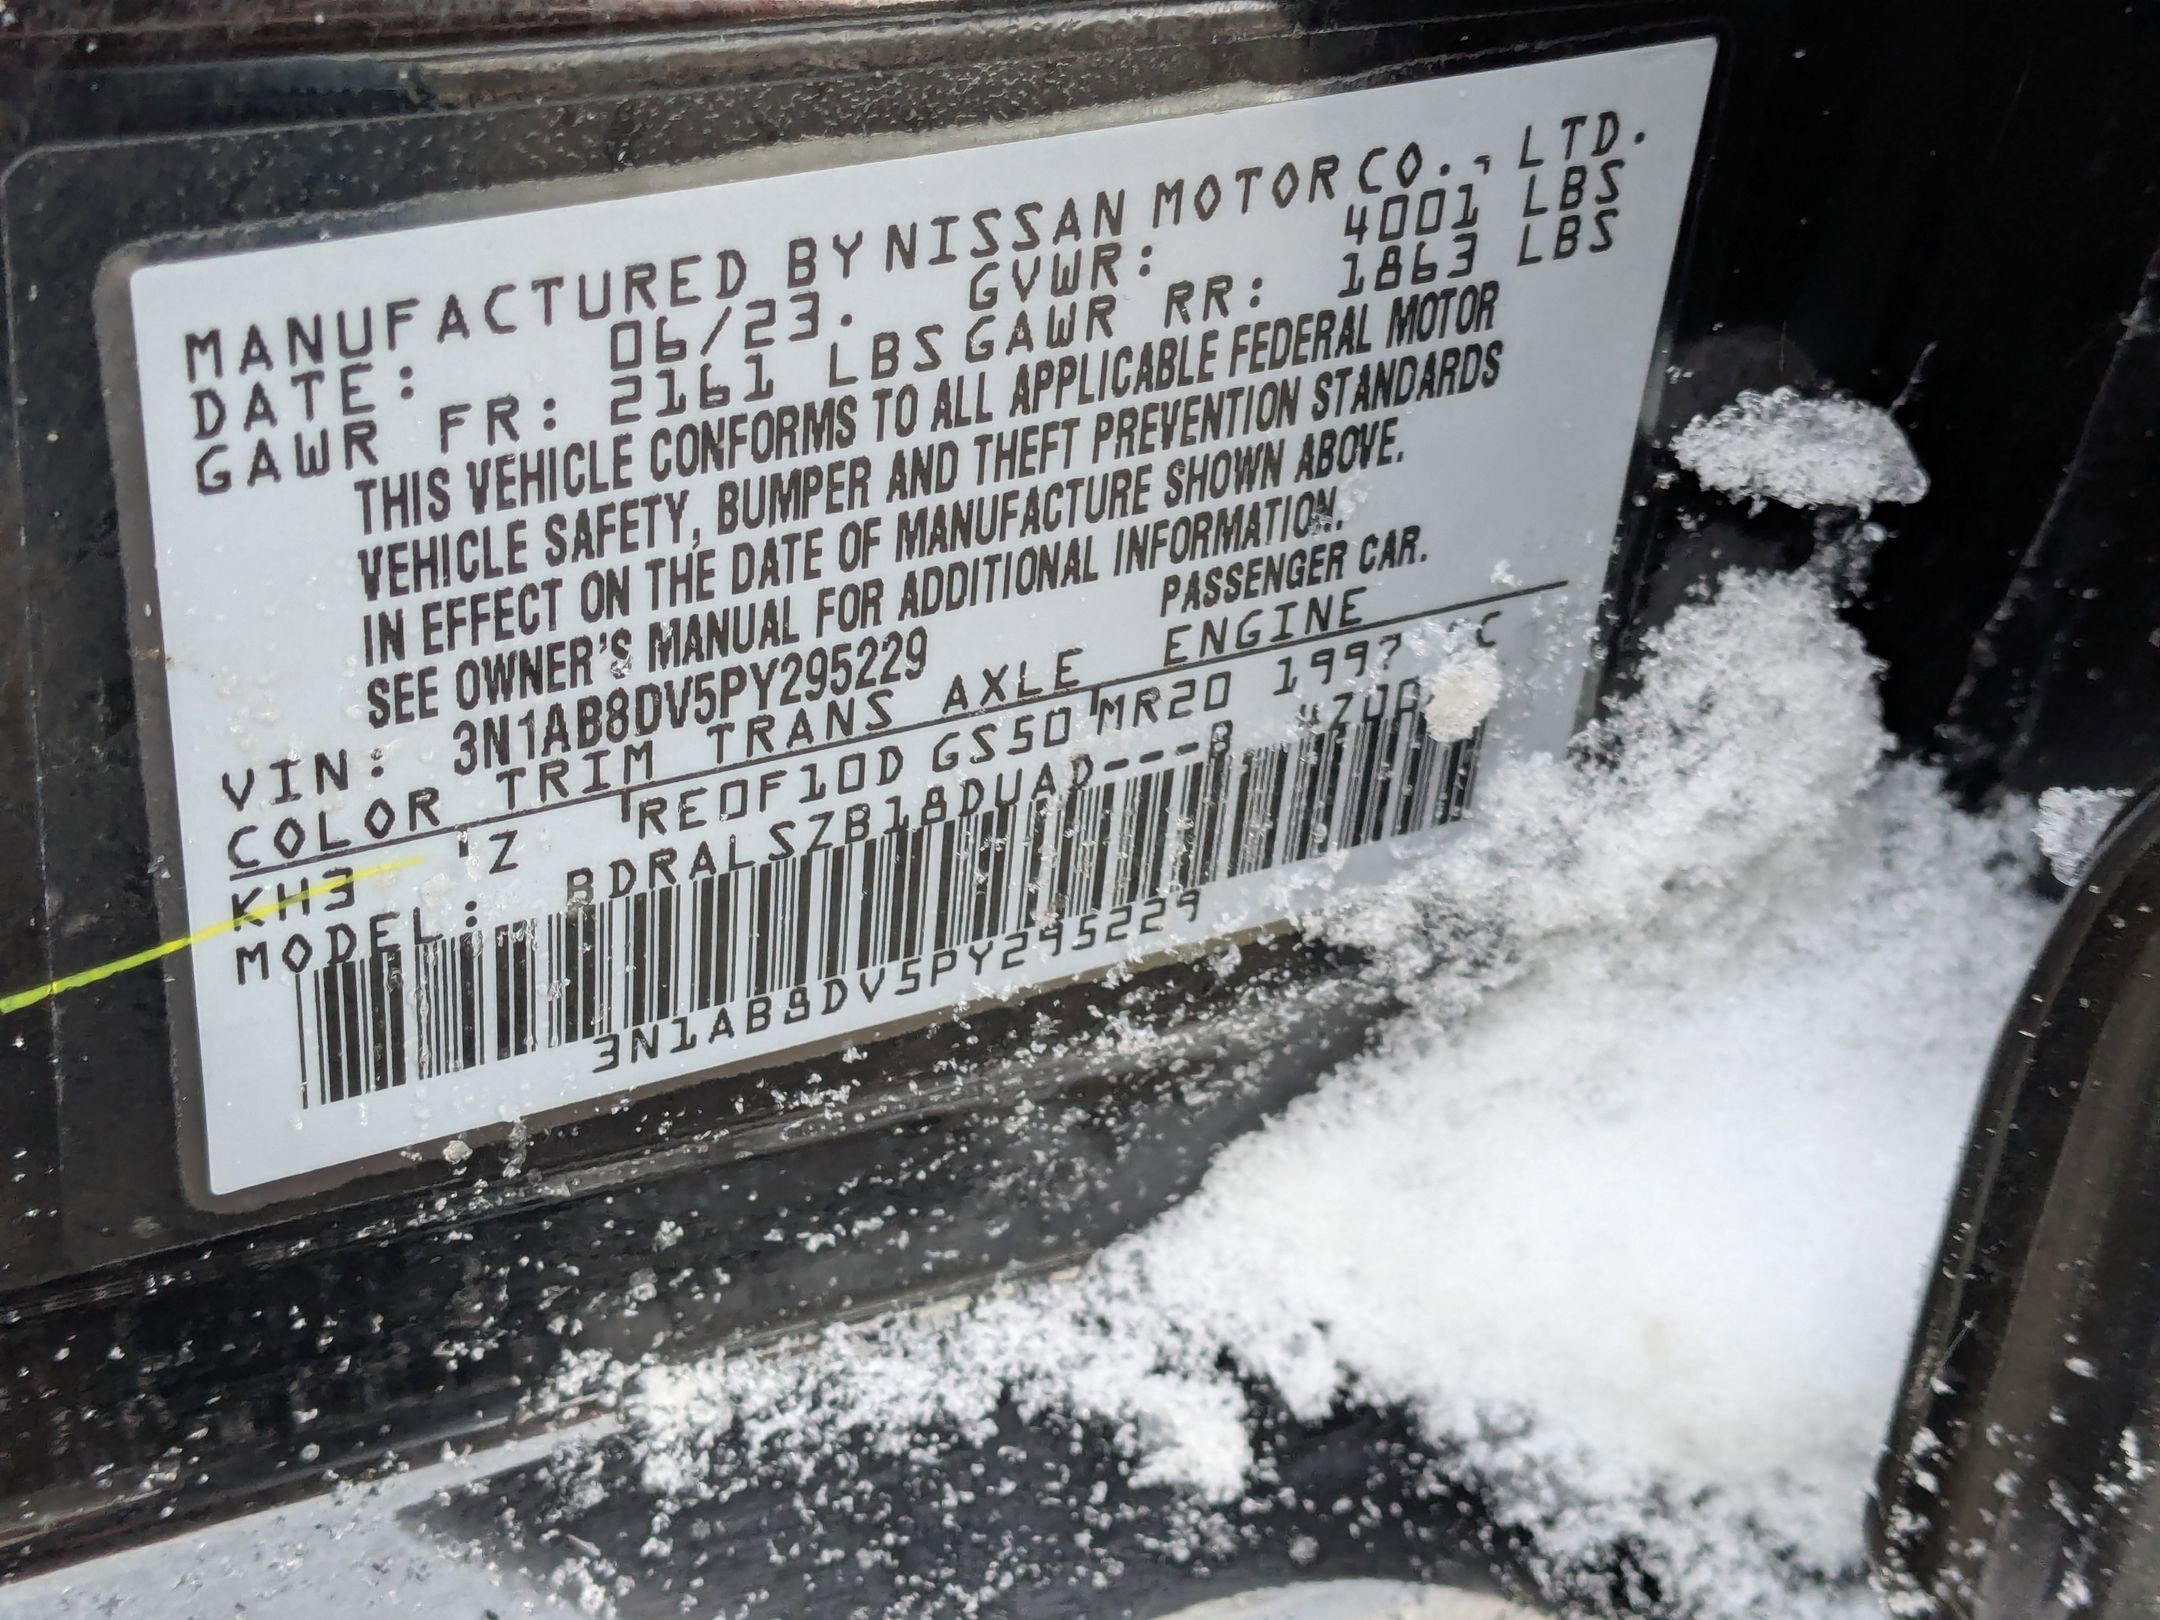 MANUFACTURED BY NISSAN MOTOR CO., LTD.
DATE: 06/23. GVWR: 4001 LBS
GAWR FR: 2161 LBS GAWR RR: 1863 LBS
THIS VEHICLE CONFORMS TO ALL APPLICABLE FEDERAL MOTOR
VEHICLE SAFETY, BUMPER AND THEFT PREVENTION STANDARDS
IN EFFECT ON THE DATE OF MANUFACTURE SHOWN ABOVE.
SEE OWNER'S MANUAL FOR ADDITIONAL INFORMATION.
VIN: 3N1AB8DV5PY295229 PASSENGER CAR.
COLOR TRIM TRANS AXLE ENGINE
KH3 Z RE0F10D GS50 MR20 1997
MODEL: BDRALSZB18DUAD---B
3N1AB8DV5PY295229